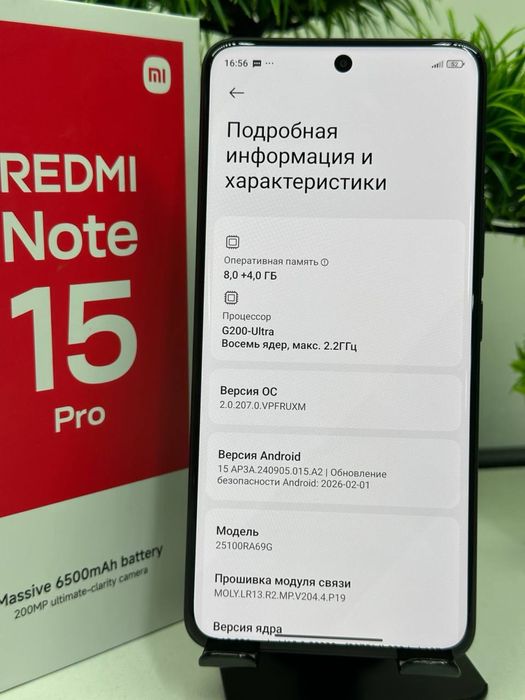 mi
REDMI
Note
15
Pro
Massive 6500mAh battery
200MP ultimate-clarity camera
16:56
52
Подробная
информация и
характеристики
Оперативная память
8,0 +4,0 ГБ
Процессор
G200-Ultra
Восемь ядер, макс. 2.2ГГц
Версия ОС
2.0.207.0.VPFRUXM
Версия Android
15 AP3A.240905.015.A2 | Обновление
безопасности Android: 2026-02-01
Модель
25100RA69G
Прошивка модуля связи
MOLY.LR13.R2.MP.V204.4.P19
Версия ядра